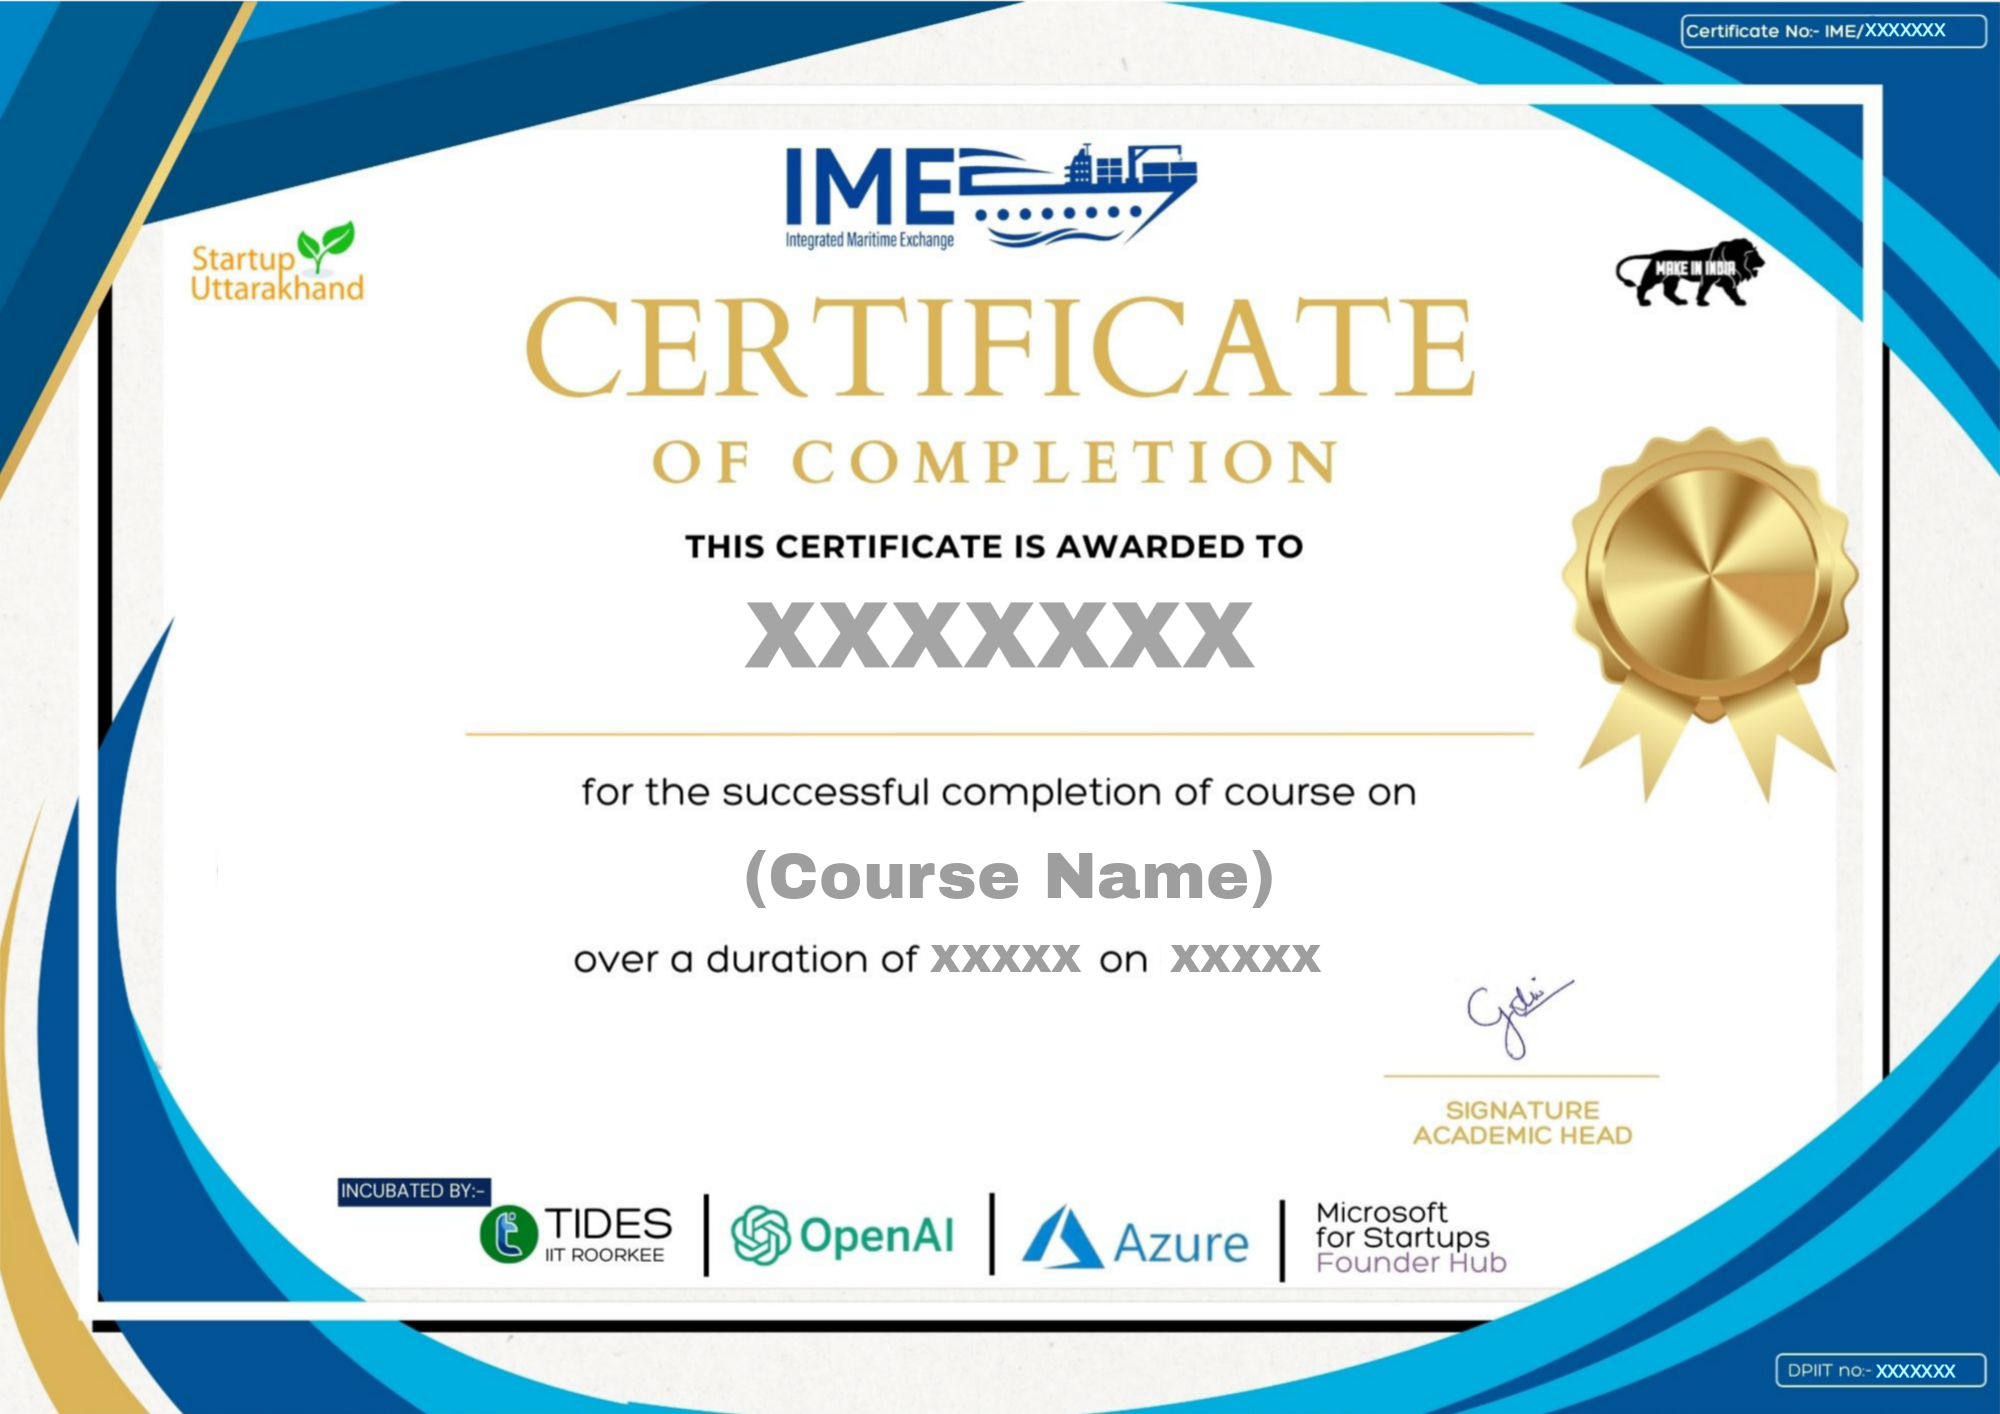 Certificate No:- IME/XXXXXXX
IME
Integrated Maritime Exchange
Startup
Uttarakhand
MAKE IN INDIA
CERTIFICATE
OF COMPLETION
THIS CERTIFICATE IS AWARDED TO
XXXXXXX
for the successful completion of course on
(Course Name)
over a duration of XXXXX on XXXXX
SIGNATURE
ACADEMIC HEAD
INCUBATED BY:-
TIDES
IIT ROORKEE
OpenAI
Azure
Microsoft
for Startups
Founder Hub
DPIIT no:- XXXXXXX